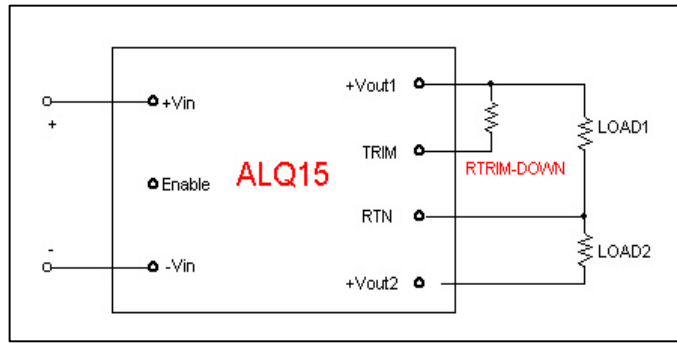 +Vout1
+Vin
+
LOAD1
TRIM
RTRIM-DOWN
ALQ15
Enable
RTN
-
-Vin
LOAD2
+Vout2